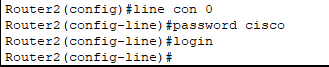 Router2(config)#line con 0
Router2(config-line)#password cisco
Router2(config-line)#login
Router2(config-line)#